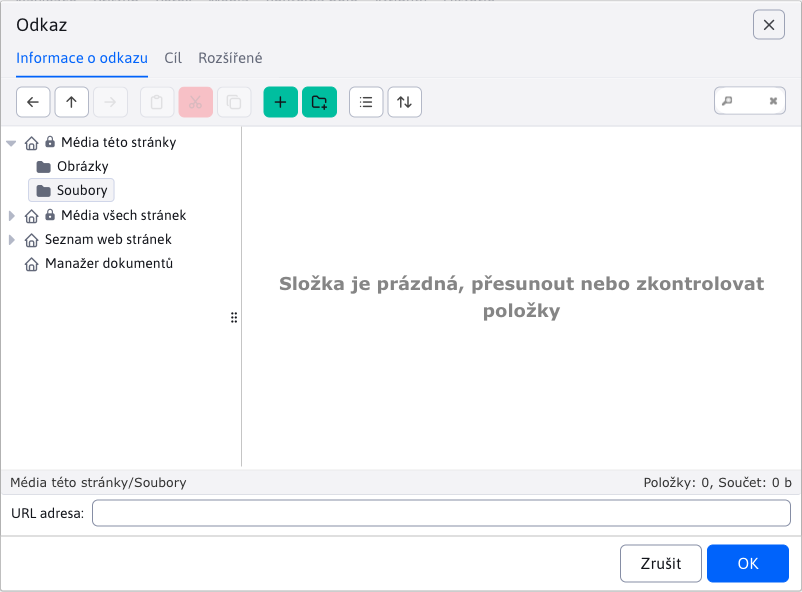 Odkaz
Informace o odkazu Cíl Rozšířené
Média této stránky
Obrázky
Soubory
Média všech stránek
Seznam web stránek
Manažer dokumentů
Složka je prázdná, přesunout nebo zkontrolovat
položky
Média této stránky/Soubory Položky: 0, Součet: 0 b
URL adresa:
Zrušit OK